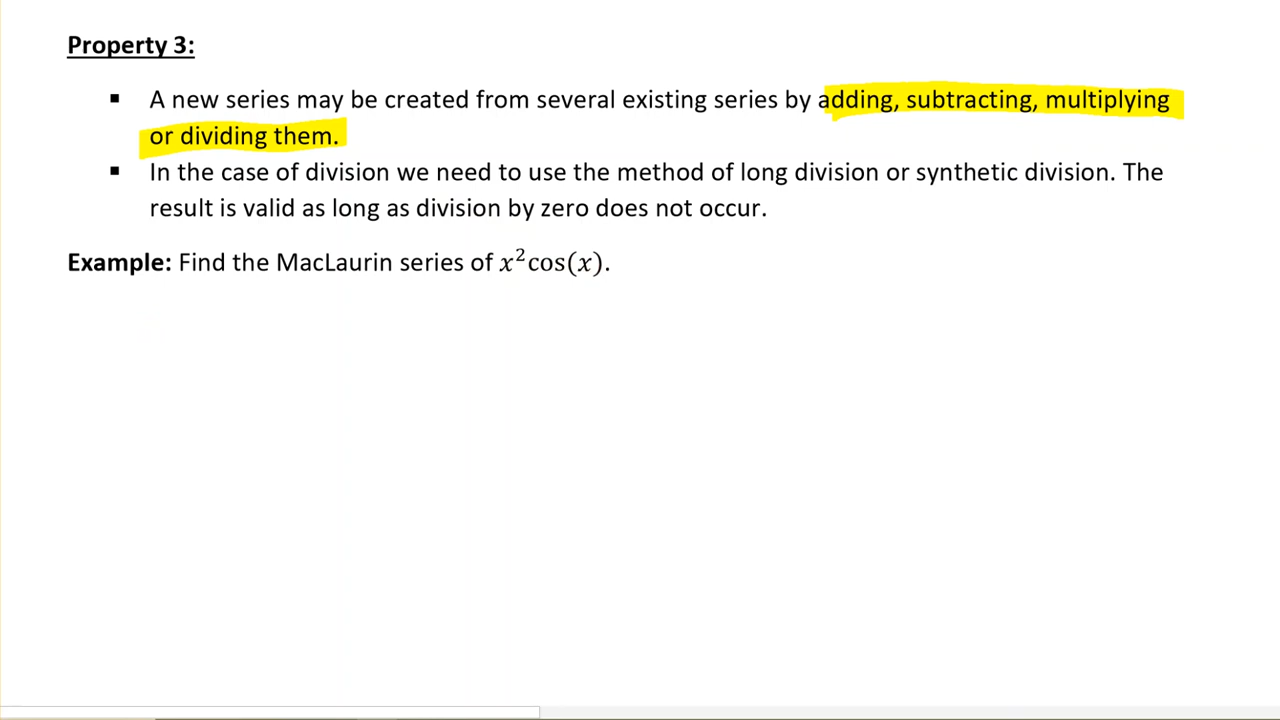 Property 3:
▪ A new series may be created from several existing series by adding, subtracting, multiplying
or dividing them.
▪ In the case of division we need to use the method of long division or synthetic division. The
result is valid as long as division by zero does not occur.
Example: Find the MacLaurin series of x²cos(x).